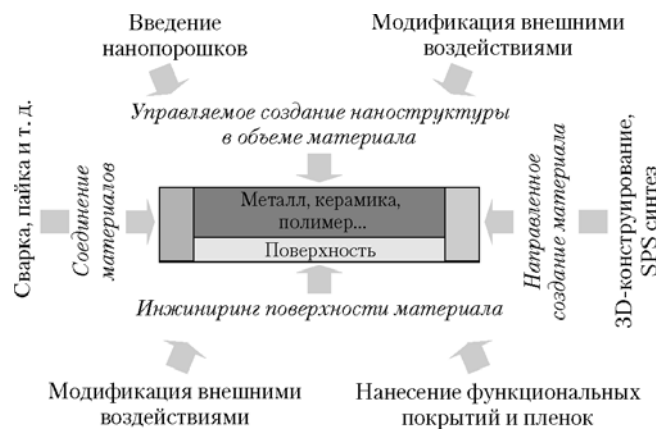 Введение
нанопорошков
Модификация внешними
воздействиями
Управляемое создание наноструктуры
в объеме материала
Сварка, пайка и т. д.
Соединение
материалов
Металл, керамика,
полимер...
Поверхность
Направленное
создание материала
3D-конструирование,
SPS синтез
Инжиниринг поверхности материала
Модификация внешними
воздействиями
Нанесение функциональных
покрытий и пленок